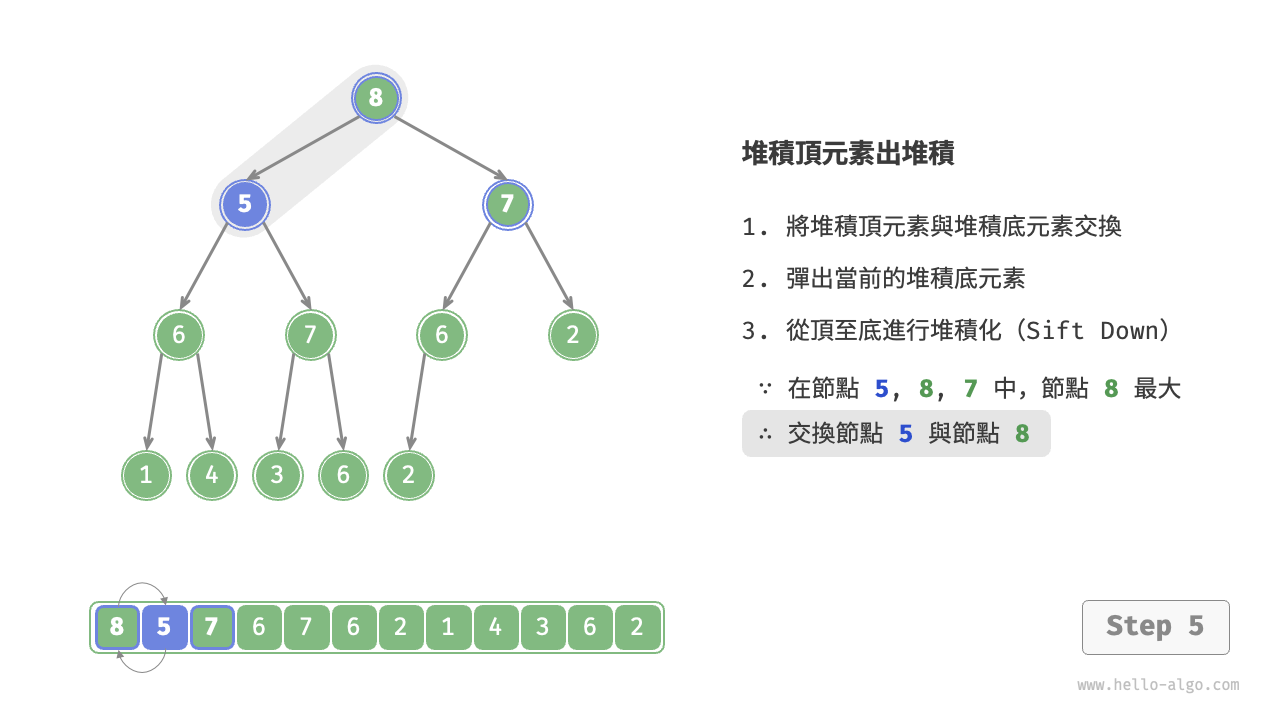 8
5 7
6 7 6 2
1 4 3 6 2
8 5 7 6 7 6 2 1 4 3 6 2
堆積頂元素出堆積
1. 將堆積頂元素與堆積底元素交換
2. 彈出當前的堆積底元素
3. 從頂至底進行堆積化（Sift Down）
∵ 在節點 5, 8, 7 中，節點 8 最大
∴ 交換節點 5 與節點 8
Step 5
www.hello-algo.com